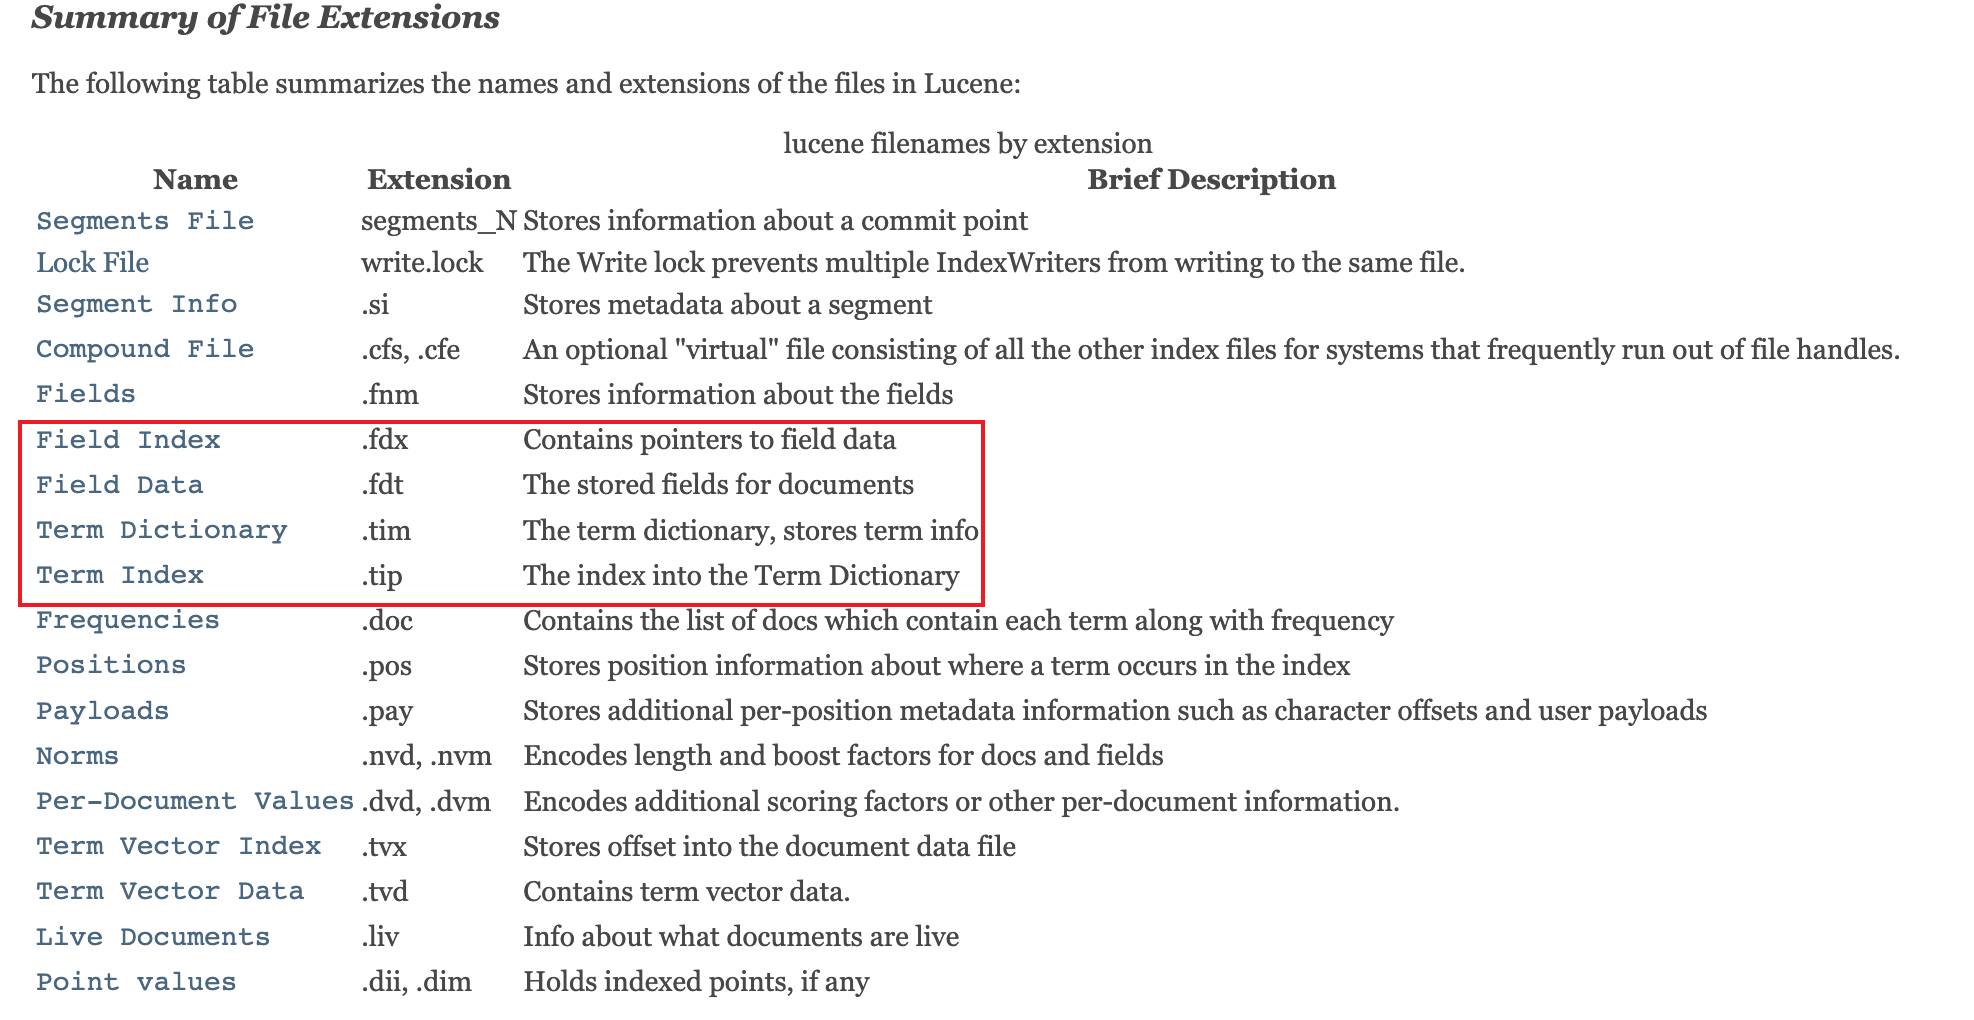 Summary of File Extensions
The following table summarizes the names and extensions of the files in Lucene:
lucene filenames by extension
Name Extension Brief Description
Segments File segments_N Stores information about a commit point
Lock File write.lock The Write lock prevents multiple IndexWriters from writing to the same file.
Segment Info .si Stores metadata about a segment
Compound File .cfs, .cfe An optional "virtual" file consisting of all the other index files for systems that frequently run out of file handles.
Fields .fnm Stores information about the fields
Field Index .fdx Contains pointers to field data
Field Data .fdt The stored fields for documents
Term Dictionary .tim The term dictionary, stores term info
Term Index .tip The index into the Term Dictionary
Frequencies .doc Contains the list of docs which contain each term along with frequency
Positions .pos Stores position information about where a term occurs in the index
Payloads .pay Stores additional per-position metadata information such as character offsets and user payloads
Norms .nvd, .nvm Encodes length and boost factors for docs and fields
Per-Document Values .dvd, .dvm Encodes additional scoring factors or other per-document information.
Term Vector Index .tvx Stores offset into the document data file
Term Vector Data .tvd Contains term vector data.
Live Documents .liv Info about what documents are live
Point values .dii, .dim Holds indexed points, if any